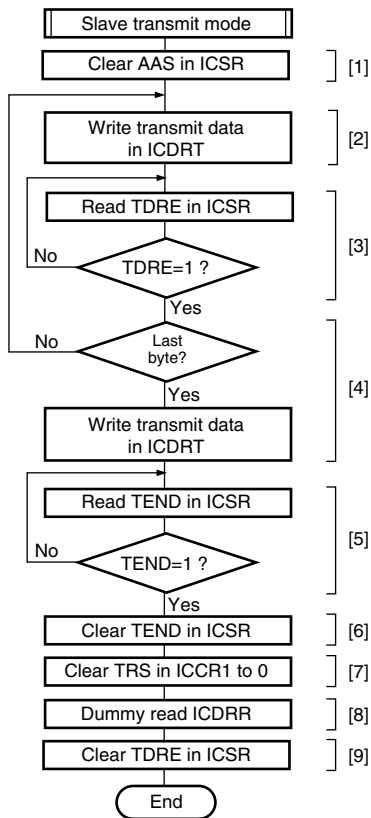 Slave transmit mode
Clear AAS in ICSR [1]
Write transmit data
in ICDRT
[2]
Read TDRE in ICSR
[3]
No
TDRE=1 ?
Yes
No
Last
byte?
[4]
Yes
Write transmit data
in ICDRT
Read TEND in ICSR
[5]
No
TEND=1 ?
Yes
Clear TEND in ICSR [6]
Clear TRS in ICCR1 to 0 [7]
Dummy read ICDRR [8]
Clear TDRE in ICSR [9]
End